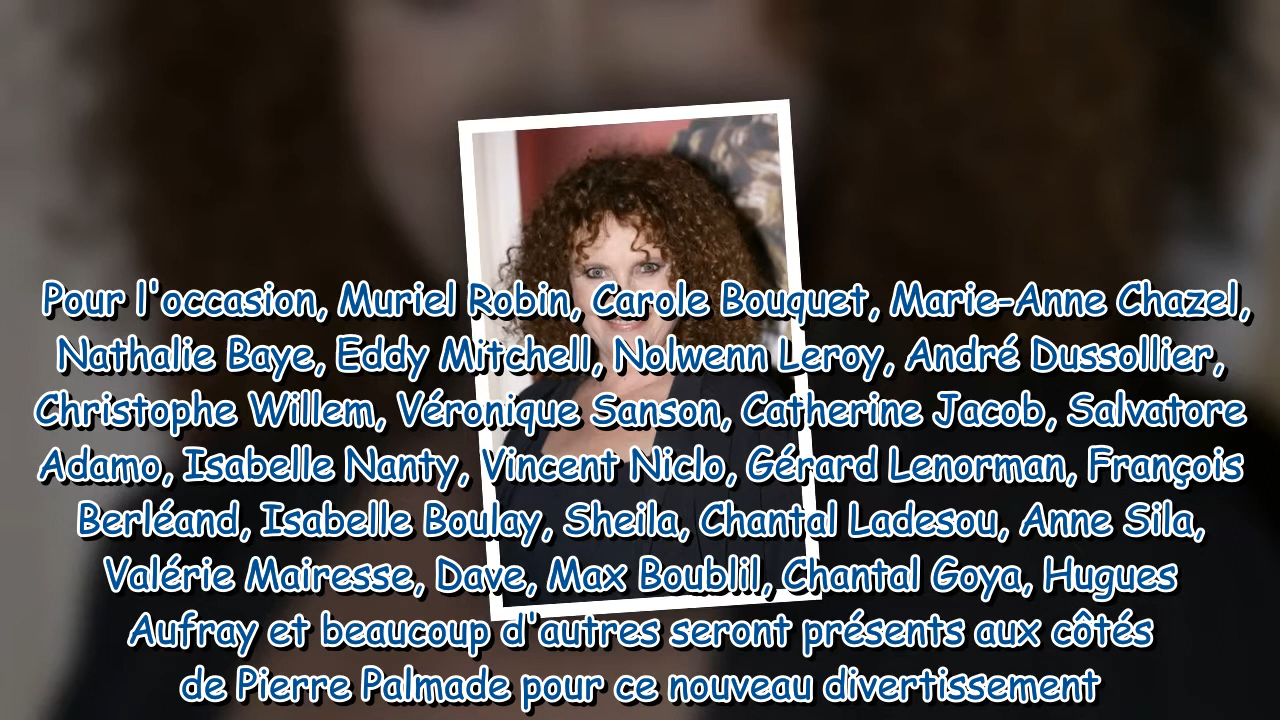 Pour l'occasion, Muriel Robin, Carole Bouquet, Marie-Anne Chazel,
Nathalie Baye, Eddy Mitchell, Nolwenn Leroy, André Dussollier,
Christophe Willem, Véronique Sanson, Catherine Jacob, Salvatore
Adamo, Isabelle Nanty, Vincent Niclo, Gérard Lenorman, François
Berléand, Isabelle Boulay, Sheila, Chantal Ladesou, Anne Sila,
Valérie Mairesse, Dave, Max Boublil, Chantal Goya, Hugues
Aufray et beaucoup d'autres seront présents aux côtés
de Pierre Palmade pour ce nouveau divertissement